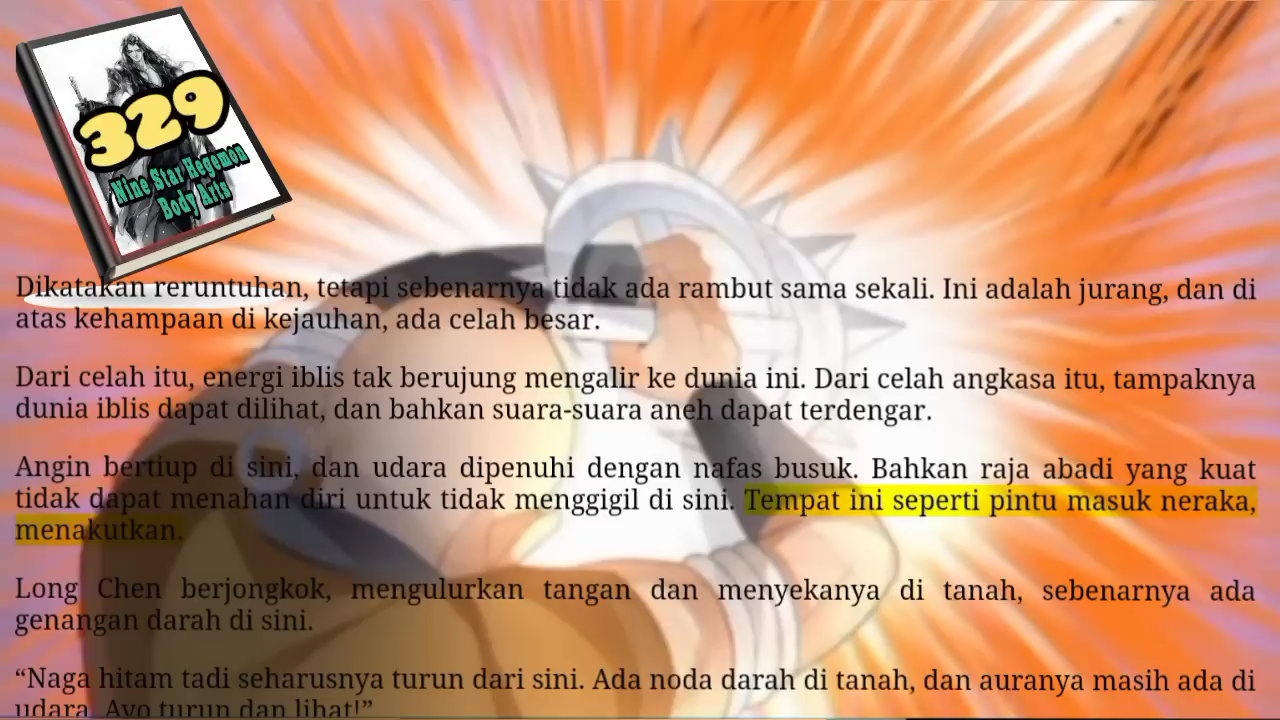 329
Nine Star Hegemon
Body Arts
Dikatakan reruntuhan, tetapi sebenarnya tidak ada rambut sama sekali. Ini adalah jurang, dan di
atas kehampaan di kejauhan, ada celah besar.
Dari celah itu, energi iblis tak berujung mengalir ke dunia ini. Dari celah angkasa itu, tampaknya
dunia iblis dapat dilihat, dan bahkan suara-suara aneh dapat terdengar.
Angin bertiup di sini, dan udara dipenuhi dengan nafas busuk. Bahkan raja abadi yang kuat
tidak dapat menahan diri untuk tidak menggigil di sini. Tempat ini seperti pintu masuk neraka,
menakutkan.
Long Chen berjongkok, mengulurkan tangan dan menyekanya di tanah, sebenarnya ada
genangan darah di sini.
“Naga hitam tadi seharusnya turun dari sini. Ada noda darah di tanah, dan auranya masih ada di
udara. Ayo turun dan lihat!”